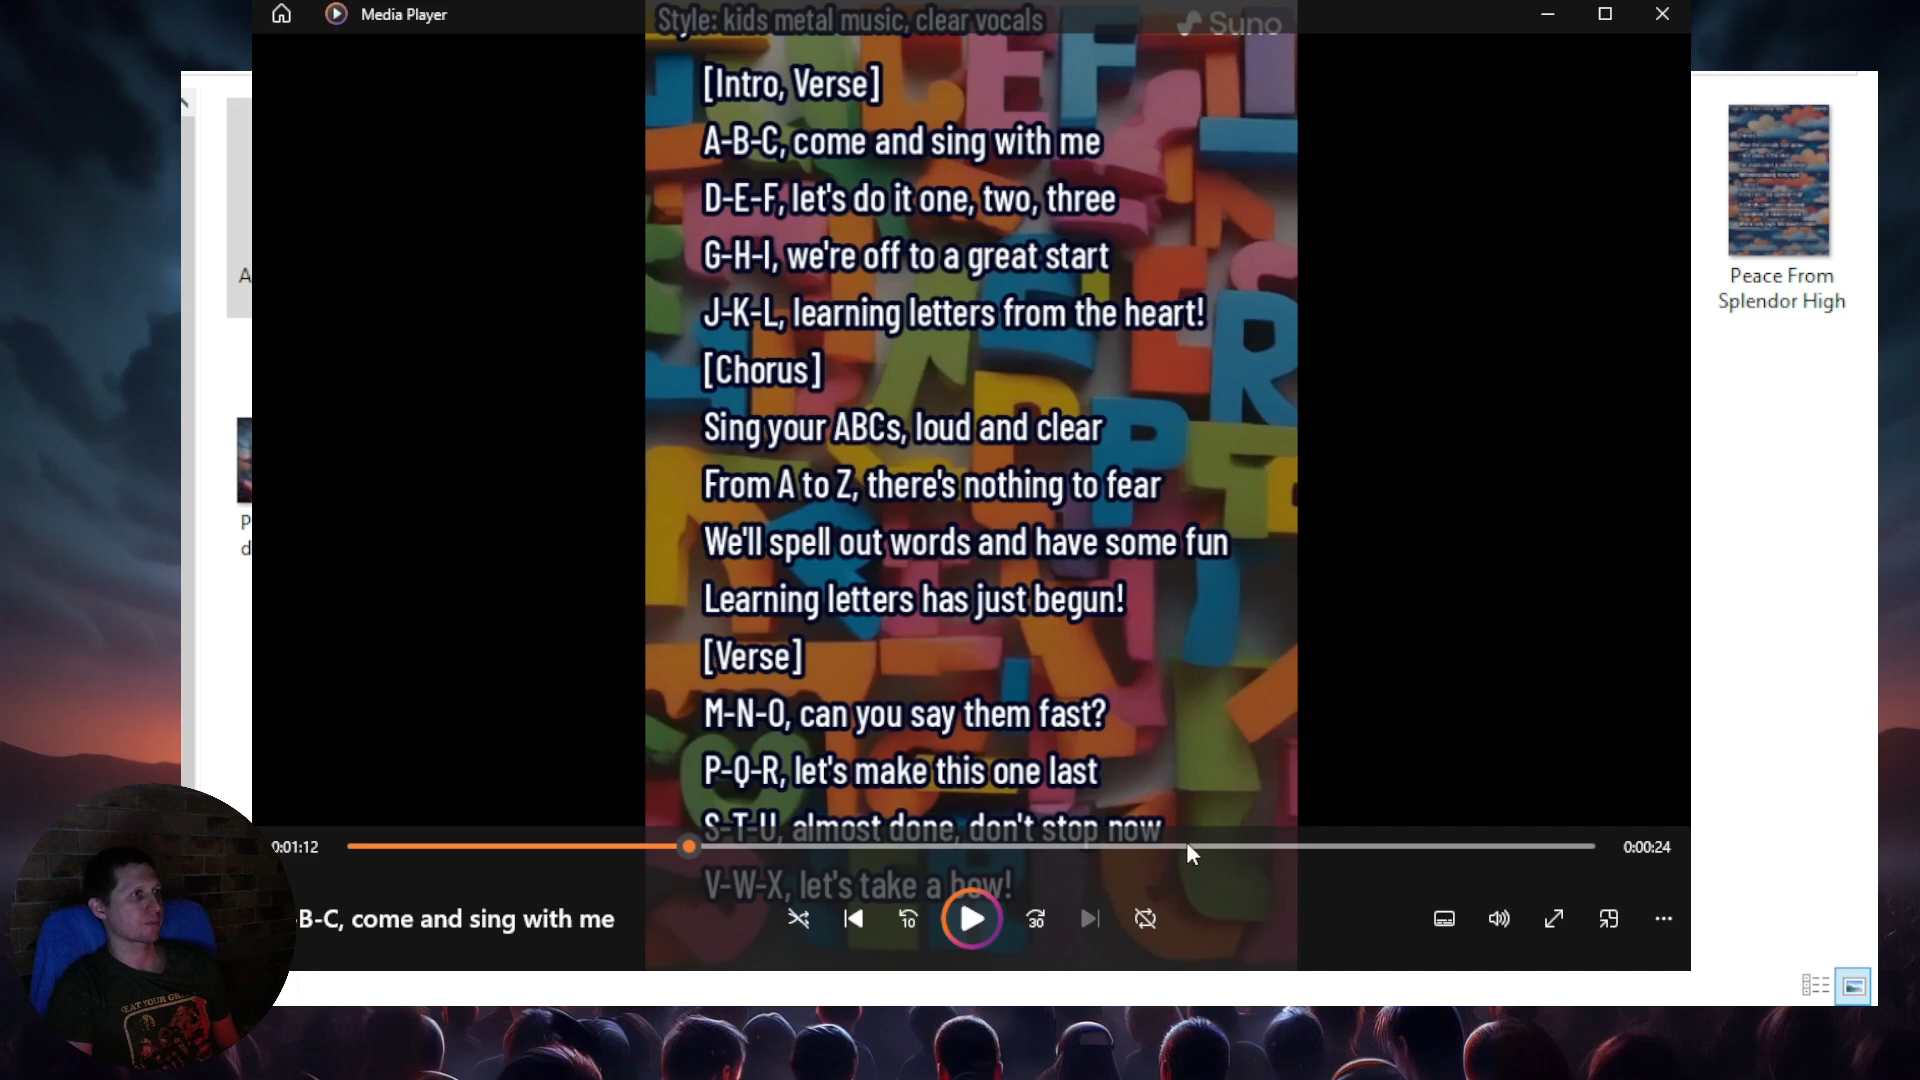 Media Player
Style: kids metal music, clear vocals
Suno
[Intro, Verse]
A-B-C, come and sing with me
D-E-F, let's do it one, two, three
G-H-I, we're off to a great start
J-K-L, learning letters from the heart!
[Chorus]
Sing your ABCs, loud and clear
From A to Z, there's nothing to fear
We'll spell out words and have some fun
Learning letters has just begun!
[Verse]
M-N-O, can you say them fast?
P-Q-R, let's make this one last
S-T-U, almost done, don't stop now
V-W-X, let's take a bow!
A
P
d
Peace From
Splendor High
0:01:12
0:00:24
-B-C, come and sing with me
10
30
EAT YOUR